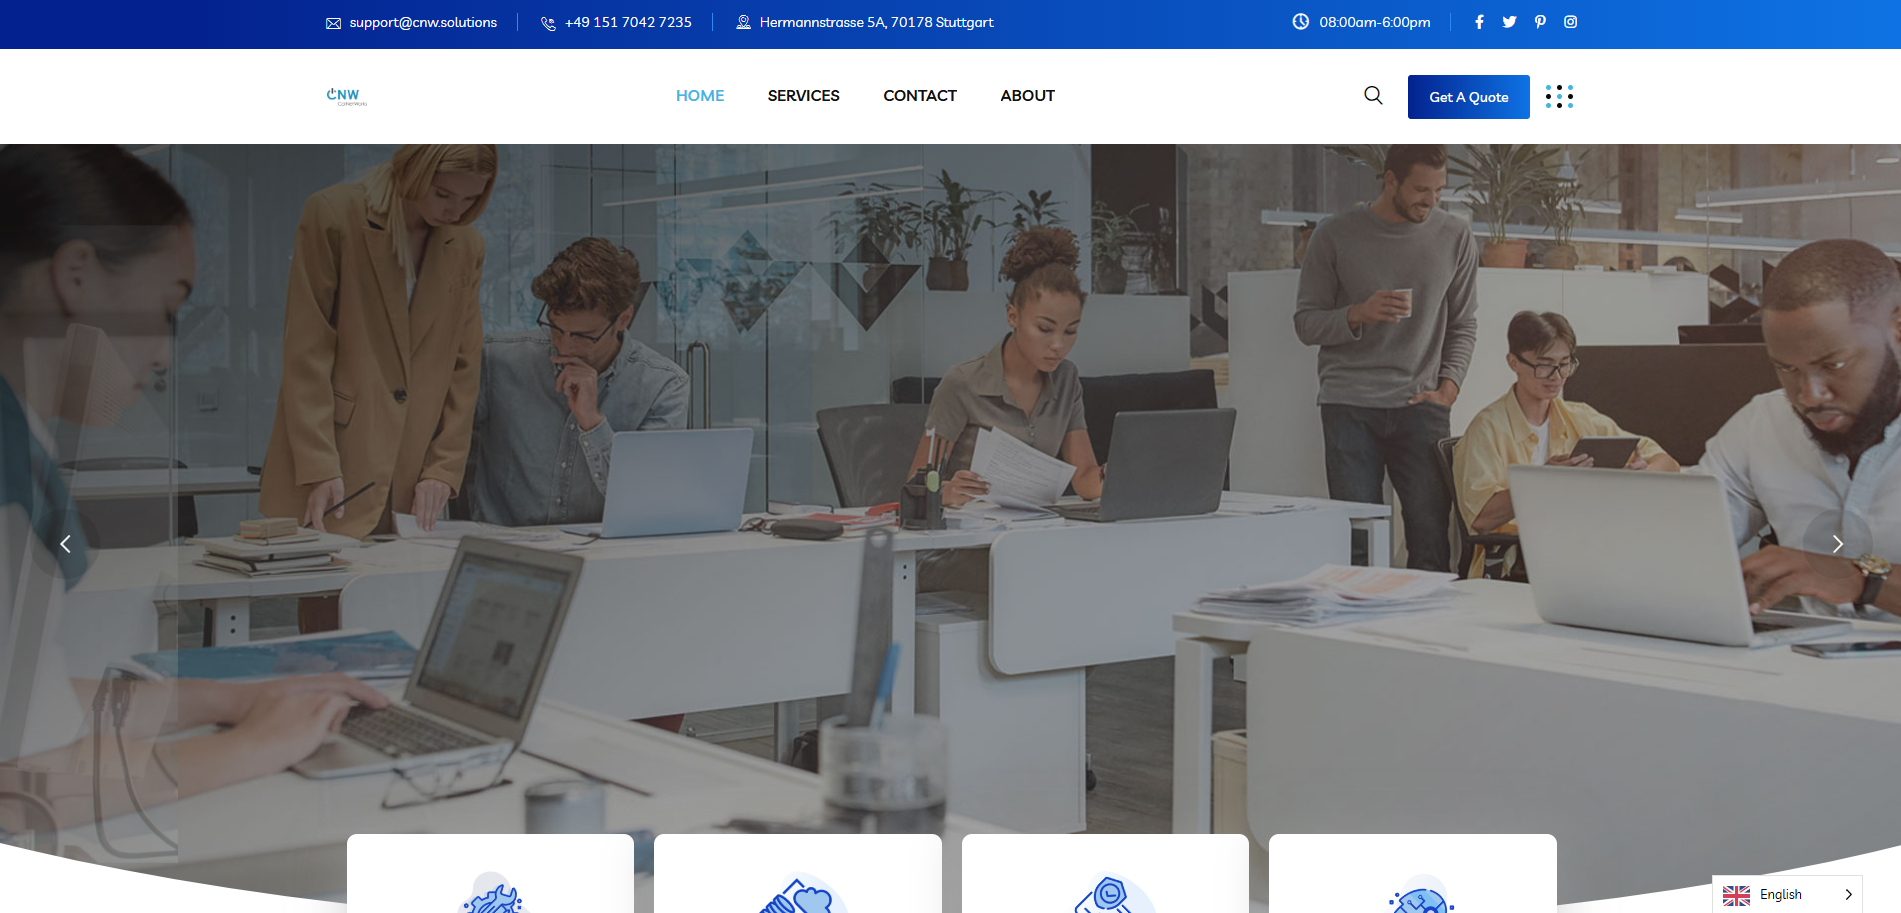 support@cnw.solutions
+49 151 7042 7235
Hermannstrasse 5A, 70178 Stuttgart
08:00am-6:00pm
CNW
HOME
SERVICES
CONTACT
ABOUT
Get A Quote
English